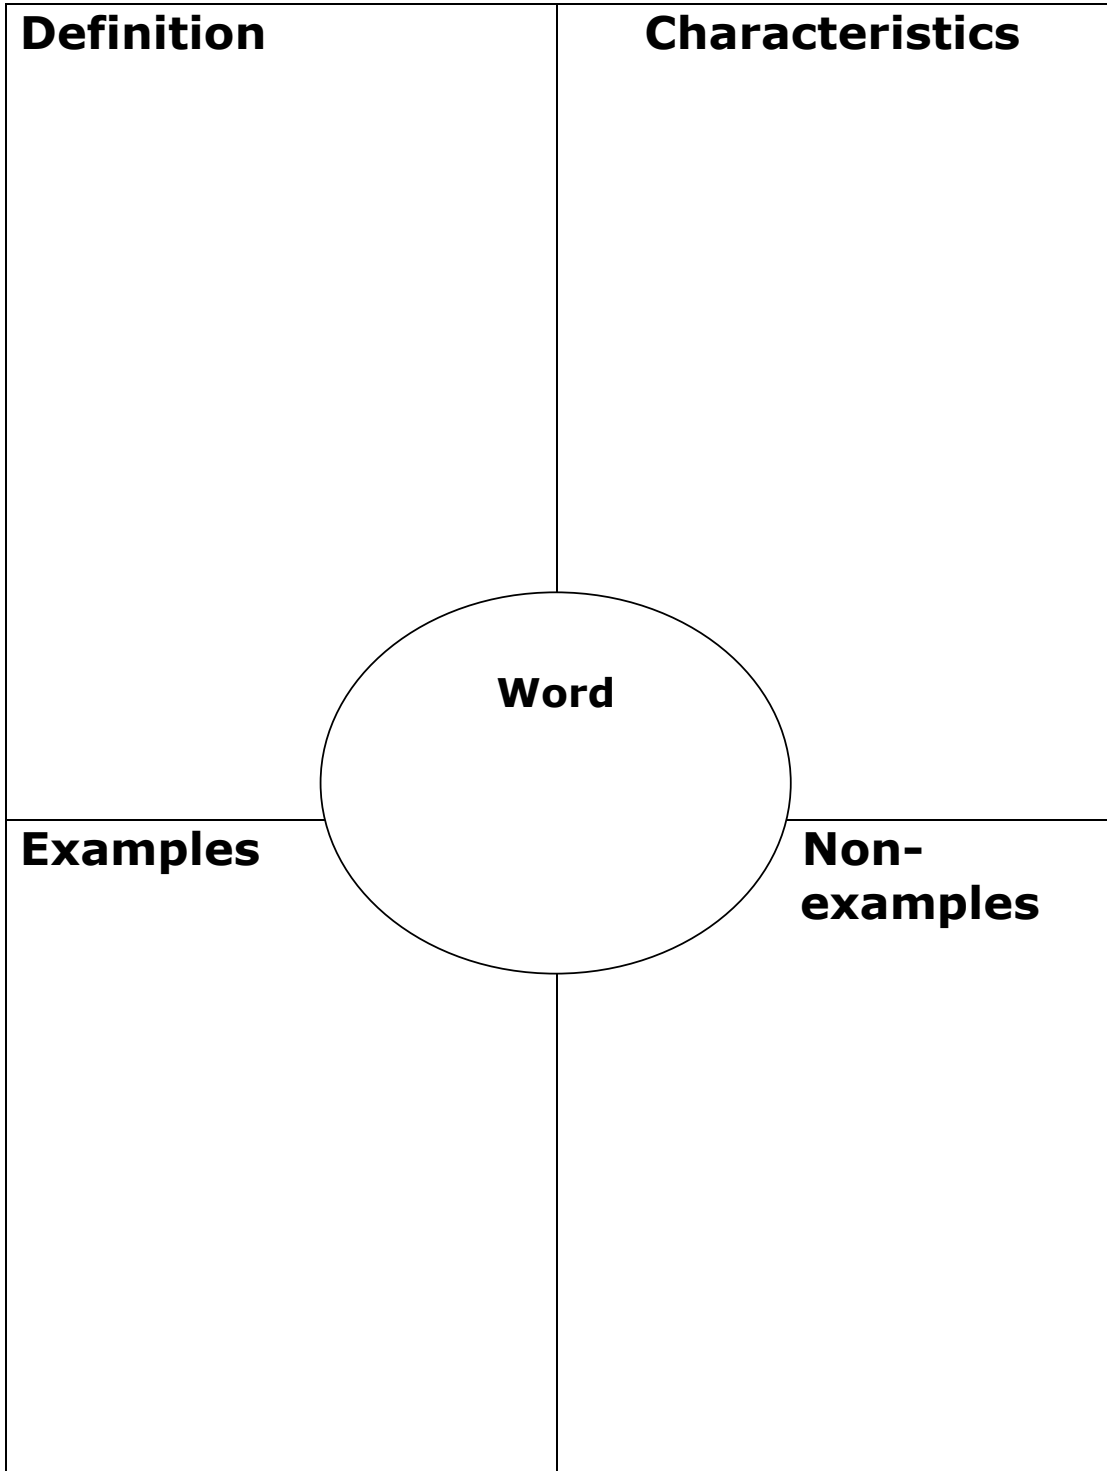 Definition
Characteristics
Word
Examples
Non-
examples